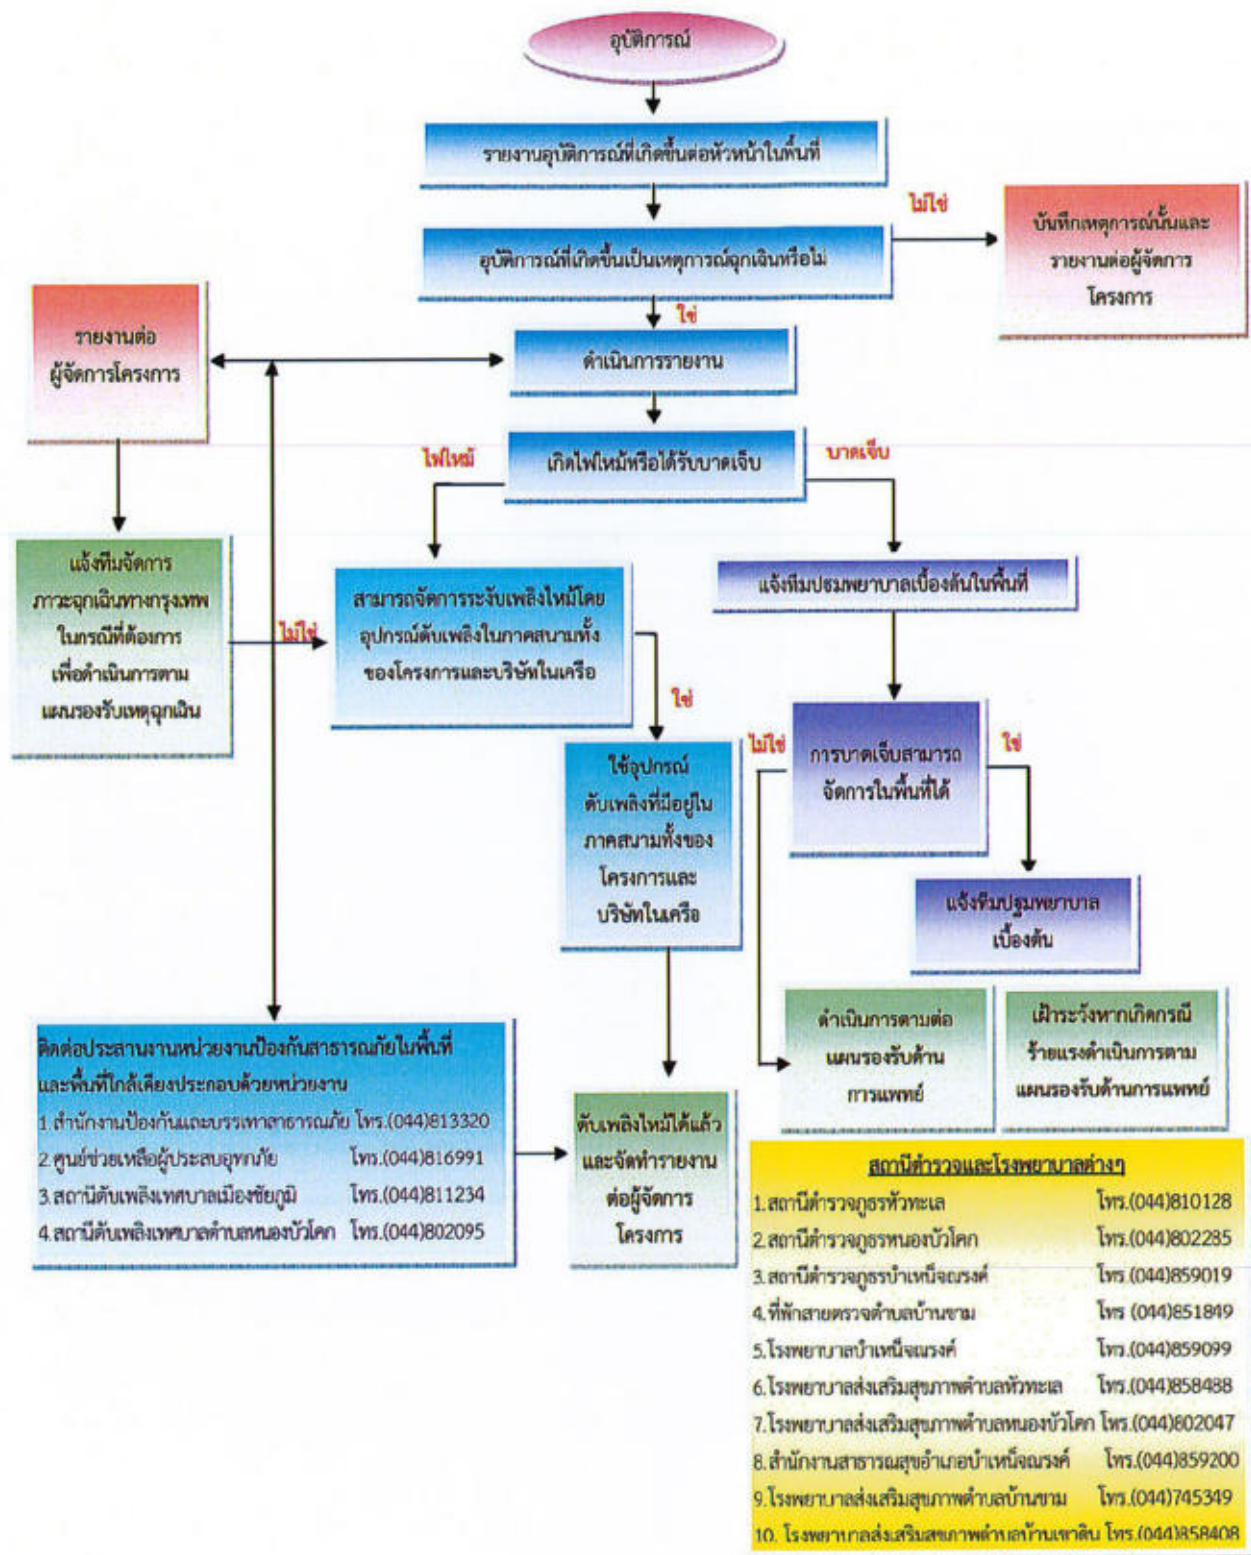 อุบัติการณ์
รายงานอุบัติการณ์ที่เกิดขึ้นต่อหัวหน้าในพื้นที่
ไม่ใช่
อุบัติการณ์ที่เกิดขึ้นเป็นเหตุการณ์ฉุกเฉินหรือไม่
บันทึกเหตุการณ์นั้นและ
รายงานต่อผู้จัดการ
โครงการ
ใช่
รายงานต่อ
ผู้จัดการโครงการ
ดำเนินการรายงาน
ไฟไหม้
เกิดไฟไหม้หรือได้รับบาดเจ็บ
บาดเจ็บ
แจ้งทีมจัดการ
ภาวะฉุกเฉินทางกรุงเทพ
ในกรณีที่ต้องการ
เพื่อดำเนินการตาม
แผนรองรับเหตุฉุกเฉิน
ไม่ใช่
สามารถจัดการระงับเพลิงไหม้โดย
อุปกรณ์ดับเพลิงในภาคสนามทั้ง
ของโครงการและบริษัทในเครือ
แจ้งทีมปฐมพยาบาลเบื้องต้นในพื้นที่
ใช่
ไม่ใช่
การบาดเจ็บสามารถ
จัดการในพื้นที่ได้
ใช่
ใช้อุปกรณ์
ดับเพลิงที่มีอยู่ใน
ภาคสนามทั้งของ
โครงการและ
บริษัทในเครือ
แจ้งทีมปฐมพยาบาล
เบื้องต้น
ดำเนินการตามต่อ
แผนรองรับด้าน
การแพทย์
เฝ้าระวังหากเกิดกรณี
ร้ายแรงดำเนินการตาม
แผนรองรับด้านการแพทย์
ติดต่อประสานงานหน่วยงานป้องกันสาธารณภัยในพื้นที่
และพื้นที่ใกล้เคียงประกอบด้วยหน่วยงาน
1.สำนักงานป้องกันและบรรเทาสาธารณภัย โทร.(044)813320
2.ศูนย์ช่วยเหลือผู้ประสบอุทกภัย โทร.(044)816991
3.สถานีดับเพลิงเทศบาลเมืองชัยภูมิ โทร.(044)811234
4.สถานีดับเพลิงเทศบาลตำบลหนองบัวโคก โทร.(044)802095
ดับเพลิงไหม้ได้แล้ว
และจัดทำรายงาน
ต่อผู้จัดการ
โครงการ
สถานีตำรวจและโรงพยาบาลต่างๆ
1.สถานีตำรวจภูธรหัวทะเล โทร.(044)810128
2.สถานีตำรวจภูธรหนองบัวโคก โทร.(044)802285
3.สถานีตำรวจภูธรบำเหน็จณรงค์ โทร.(044)859019
4.ที่พักสายตรวจตำบลบ้านขาม โทร (044)851849
5.โรงพยาบาลบำเหน็จณรงค์ โทร.(044)859099
6.โรงพยาบาลส่งเสริมสุขภาพตำบลหัวทะเล โทร.(044)858488
7.โรงพยาบาลส่งเสริมสุขภาพตำบลหนองบัวโคก โทร.(044)802047
8.สำนักงานสาธารณสุขอำเภอบำเหน็จณรงค์ โทร.(044)859200
9.โรงพยาบาลส่งเสริมสุขภาพตำบลบ้านขาม โทร.(044)745349
10. โรงพยาบาลส่งเสริมสุขภาพตำบลบ้านเขาดิน โทร.(044)858408